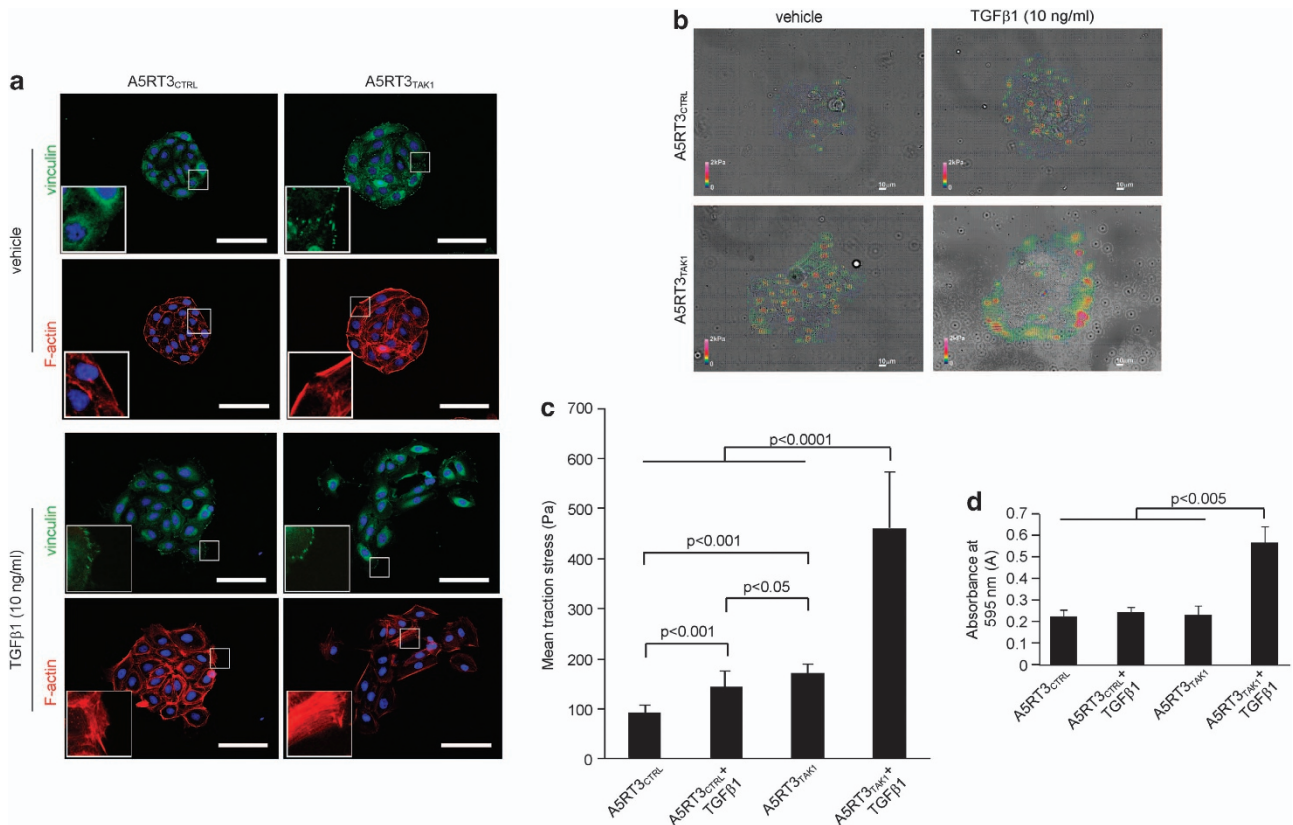 a
A5RT3CTRL
A5RT3TAK1
vehicle
vinculin
F-actin
TGFβ1 (10 ng/ml)
vinculin
F-actin
b
vehicle
TGFβ1 (10 ng/ml)
A5RT3CTRL
2kPa
0
10µm
2kPa
0
10µm
A5RT3TAK1
2kPa
0
10µm
2kPa
0
10µm
c
Mean traction stress (Pa)
700
600
500
400
300
200
100
0
p<0.0001
p<0.001
p<0.05
p<0.001
A5RT3CTRL
A5RT3CTRL+
TGFβ1
A5RT3TAK1
A5RT3TAK1+
TGFβ1
d
Absorbance at
595 nm (A)
0.7
0.6
0.5
0.4
0.3
0.2
0.1
0
p<0.005
A5RT3CTRL
A5RT3CTRL+
TGFβ1
A5RT3TAK1
A5RT3TAK1+
TGFβ1